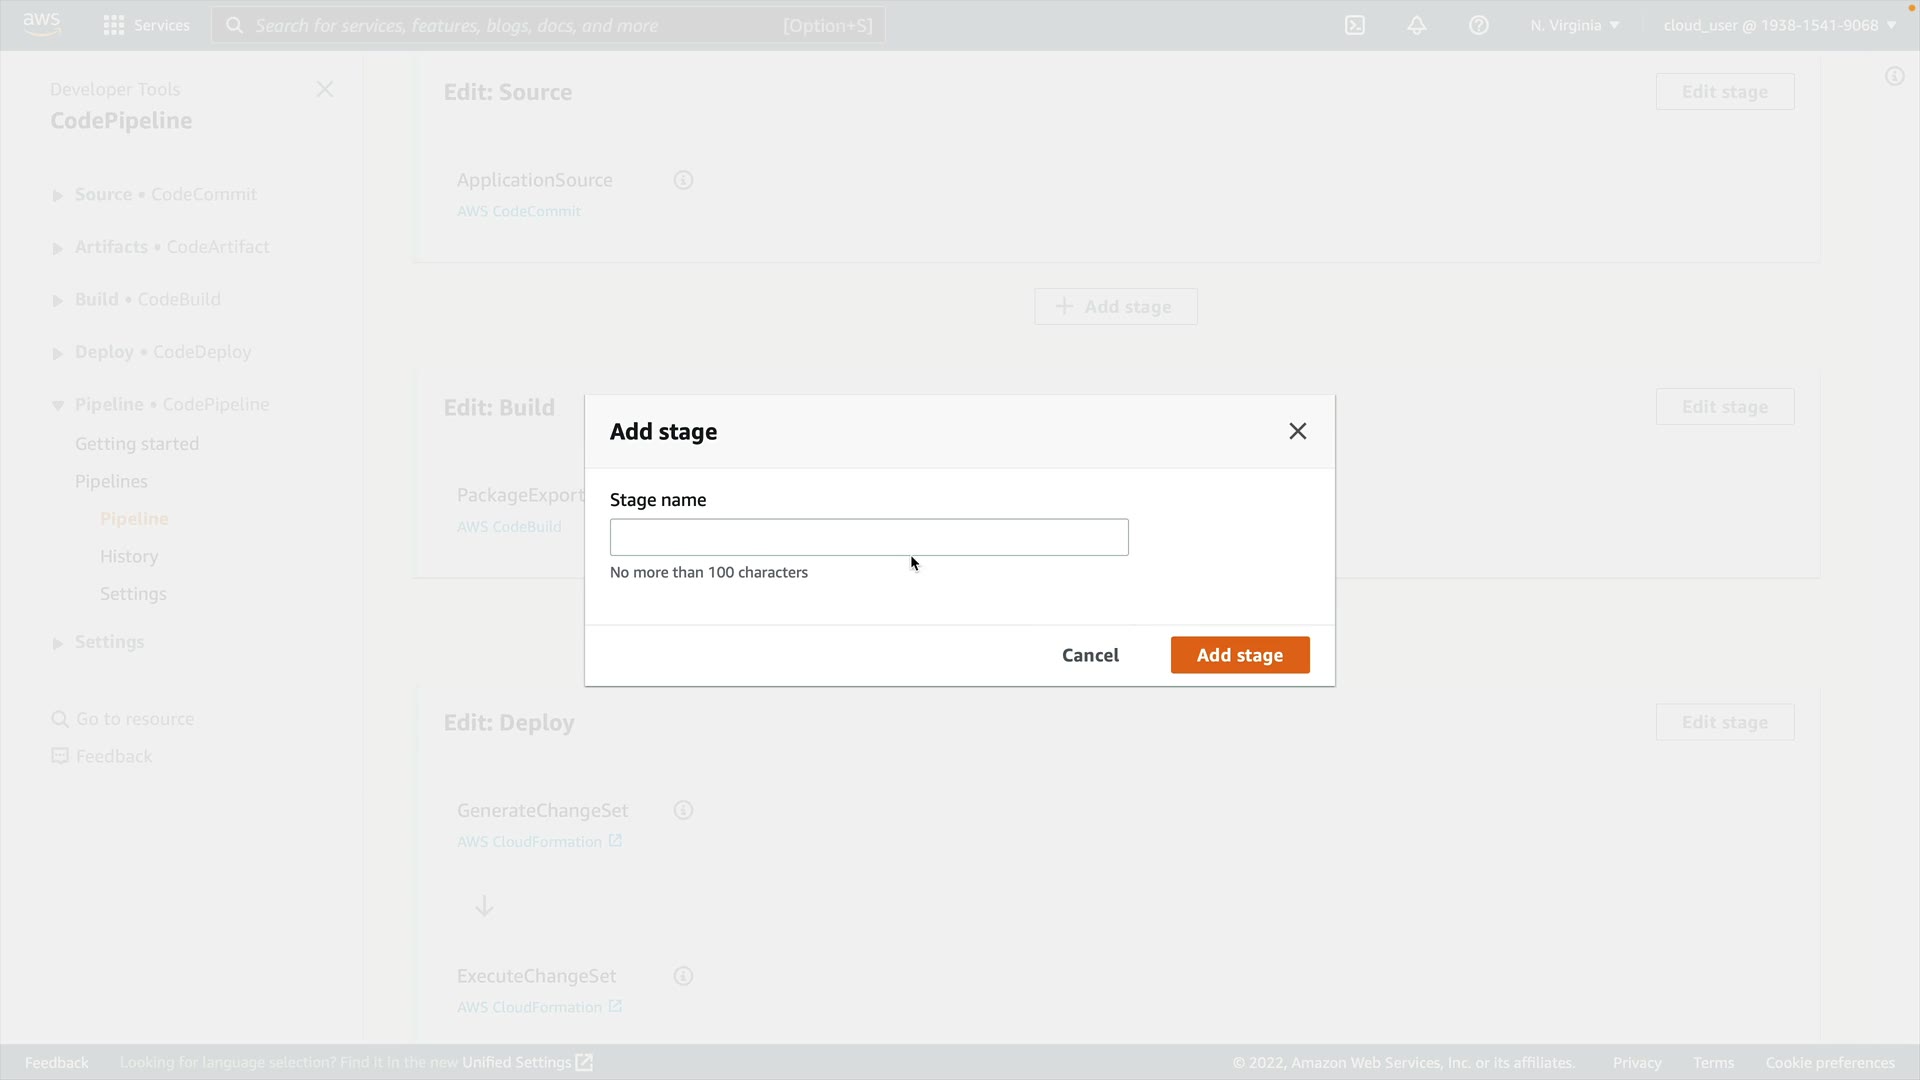 aws
Services
Search for services, features, blogs, docs, and more
[Option+S]
N. Virginia
cloud_user @ 1938-1541-9068
Developer Tools
CodePipeline
Source • CodeCommit
Artifacts • CodeArtifact
Build • CodeBuild
Deploy • CodeDeploy
Pipeline • CodePipeline
Getting started
Pipelines
Pipeline
History
Settings
Settings
Go to resource
Feedback
Edit: Source
Edit stage
ApplicationSource
AWS CodeCommit
Add stage
Edit: Build
Edit stage
PackageExport
AWS CodeBuild
Add stage
Stage name
No more than 100 characters
Cancel
Add stage
Edit: Deploy
Edit stage
GenerateChangeSet
AWS CloudFormation
ExecuteChangeSet
AWS CloudFormation
Feedback
Looking for language selection? Find it in the new Unified Settings
© 2022, Amazon Web Services, Inc. or its affiliates.
Privacy
Terms
Cookie preferences